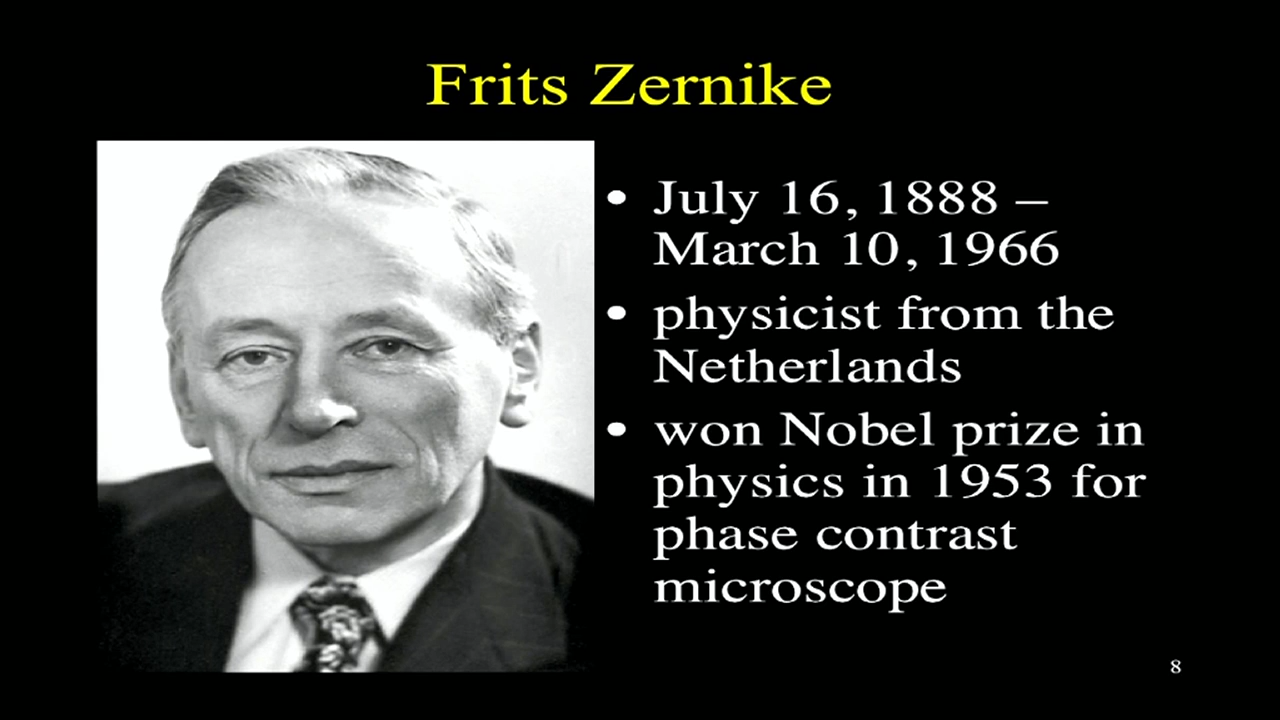 Frits Zernike
• July 16, 1888 –
March 10, 1966
• physicist from the
Netherlands
• won Nobel prize in
physics in 1953 for
phase contrast
microscope
8